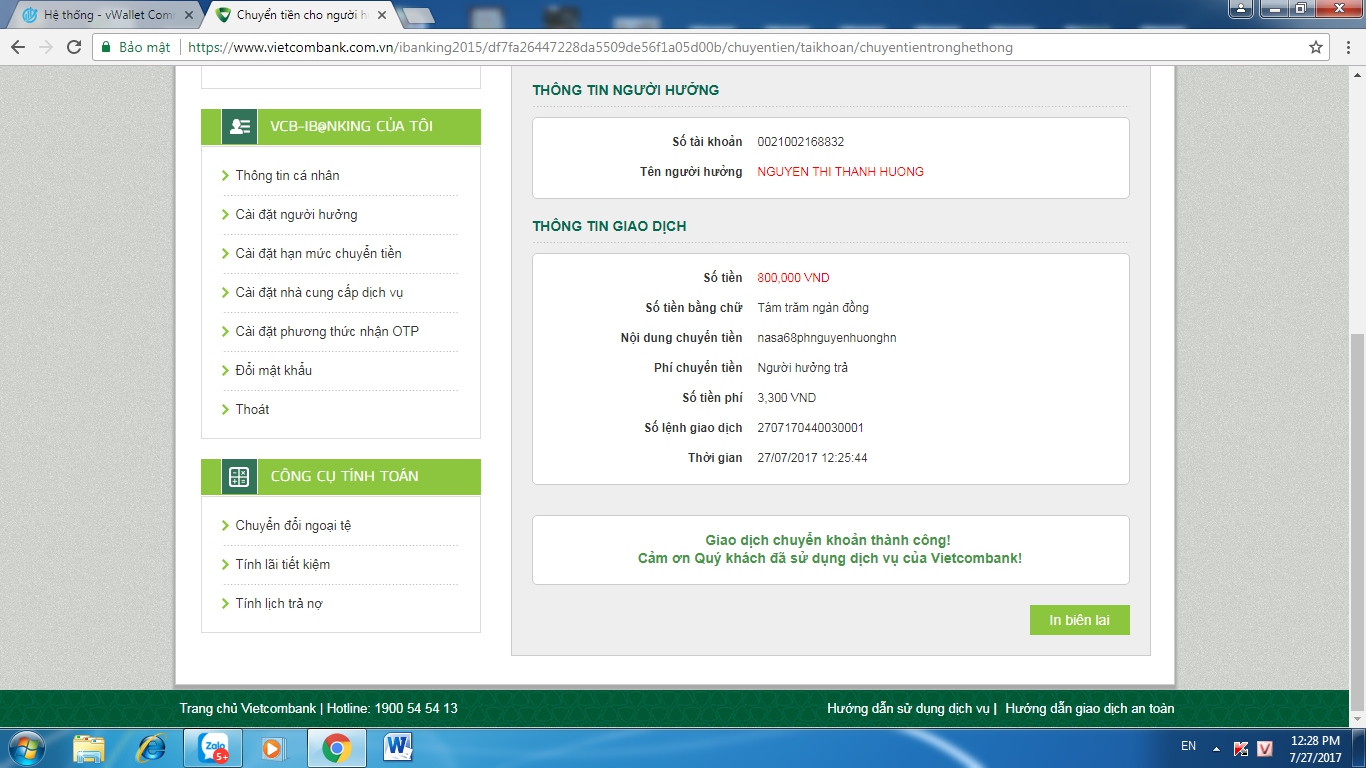 Hệ thống - vWallet Com
Chuyển tiền cho người h
Bảo mật
https://www.vietcombank.com.vn/ibanking2015/df7fa26447228da5509de56f1a05d00b/chuyentien/taikhoan/chuyentientronghethong
VCB-IB@NKING CỦA TÔI
Thông tin cá nhân
Cài đặt người hưởng
Cài đặt hạn mức chuyển tiền
Cài đặt nhà cung cấp dịch vụ
Cài đặt phương thức nhận OTP
Đổi mật khẩu
Thoát
CÔNG CỤ TÍNH TOÁN
Chuyển đổi ngoại tệ
Tính lãi tiết kiệm
Tính lịch trả nợ
THÔNG TIN NGƯỜI HƯỞNG
Số tài khoản 0021002168832
Tên người hưởng NGUYEN THI THANH HUONG
THÔNG TIN GIAO DỊCH
Số tiền 800,000 VND
Số tiền bằng chữ Tám trăm ngàn đồng
Nội dung chuyển tiền nasa68phnguyenhuonghn
Phí chuyển tiền Người hưởng trả
Số tiền phí 3,300 VND
Số lệnh giao dịch 2707170440030001
Thời gian 27/07/2017 12:25:44
Giao dịch chuyển khoản thành công!
Cảm ơn Quý khách đã sử dụng dịch vụ của Vietcombank!
In biên lai
Trang chủ Vietcombank | Hotline: 1900 54 54 13
Hướng dẫn sử dụng dịch vụ | Hướng dẫn giao dịch an toàn
Zalo
5+
W
EN
K
V
12:28 PM
7/27/2017